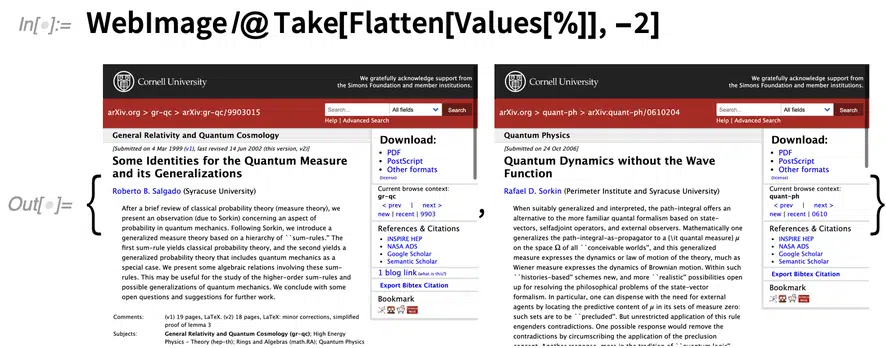 In[•]:= WebImage /@ Take[Flatten[Values[%]], −2]
Out[•]= { , }
Cornell University
We gratefully acknowledge support from
the Simons Foundation and member institutions.
arXiv.org > gr-qc > arXiv:gr-qc/9903015
Search... All fields Search
Help | Advanced Search
General Relativity and Quantum Cosmology
[Submitted on 4 Mar 1999 (v1), last revised 14 Jun 2002 (this version, v2)]
Some Identities for the Quantum Measure
and its Generalizations
Roberto B. Salgado (Syracuse University)
After a brief review of classical probability theory (measure theory), we
present an observation (due to Sorkin) concerning an aspect of
probability in quantum mechanics. Following Sorkin, we introduce a
generalized measure theory based on a hierarchy of ``sum-rules.'' The
first sum-rule yields classical probability theory, and the second yields a
generalized probability theory that includes quantum mechanics as a
special case. We present some algebraic relations involving these sum-
rules. This may be useful for the study of the higher-order sum-rules and
possible generalizations of quantum mechanics. We conclude with some
open questions and suggestions for further work.
Comments: (v1) 19 pages, LaTeX. (v2) 18 pages, LaTeX: minor corrections, simplified
proof of lemma 3
Subjects: General Relativity and Quantum Cosmology (gr-qc); High Energy
Physics - Theory (hep-th); Rings and Algebras (math.RA); Quantum Physics
Download:
• PDF
• PostScript
• Other formats
(license)
Current browse context:
gr-qc
< prev | next >
new | recent | 9903
References & Citations
• INSPIRE HEP
• NASA ADS
• Google Scholar
• Semantic Scholar
1 blog link (what is this?)
Export Bibtex Citation
Bookmark
Cornell University
We gratefully acknowledge support from
the Simons Foundation and member institutions.
arXiv.org > quant-ph > arXiv:quant-ph/0610204
Search... All fields Search
Help | Advanced Search
Quantum Physics
[Submitted on 24 Oct 2006]
Quantum Dynamics without the Wave
Function
Rafael D. Sorkin (Perimeter Institute and Syracuse University)
When suitably generalized and interpreted, the path-integral offers an
alternative to the more familiar quantal formalism based on state-
vectors, selfadjoint operators, and external observers. Mathematically one
generalizes the path-integral-as-propagator to a {\it quantal measure} μ
on the space Ω of all ``conceivable worlds'', and this generalized
measure expresses the dynamics or law of motion of the theory, much as
Wiener measure expresses the dynamics of Brownian motion. Within such
``histories-based'' schemes new, and more ``realistic'' possibilities open
up for resolving the philosophical problems of the state-vector
formalism. In particular, one can dispense with the need for external
agents by locating the predictive content of μ in its sets of measure zero:
such sets are to be ``precluded''. But unrestricted application of this rule
engenders contradictions. One possible response would remove the
contradictions by circumscribing the application of the preclusion
Download:
• PDF
• PostScript
• Other formats
(license)
Current browse context:
quant-ph
< prev | next >
new | recent | 0610
References & Citations
• INSPIRE HEP
• NASA ADS
• Google Scholar
• Semantic Scholar
Export Bibtex Citation
Bookmark